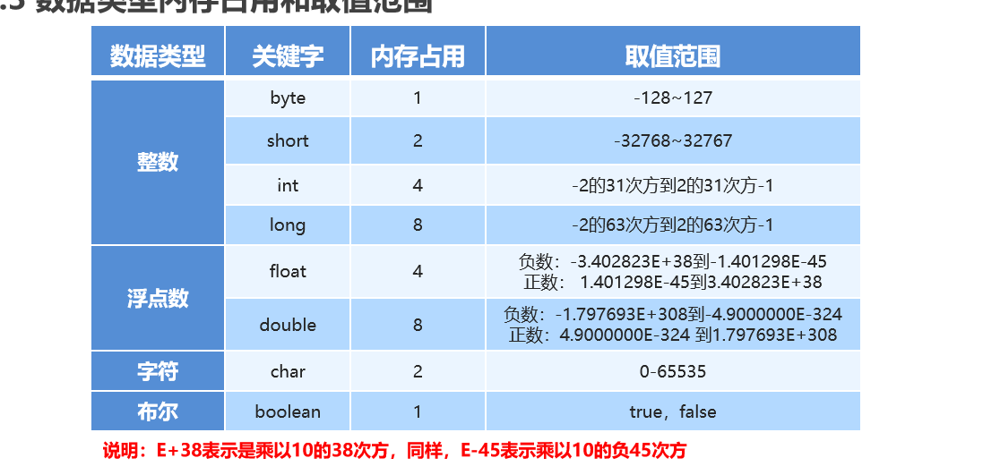 .3 数据类型内存占用和取值范围
数据类型 关键字 内存占用 取值范围
整数
byte 1 -128~127
short 2 -32768~32767
int 4 -2的31次方到2的31次方-1
long 8 -2的63次方到2的63次方-1
浮点数
float 4 负数：-3.402823E+38到-1.401298E-45
正数： 1.401298E-45到3.402823E+38
double 8 负数：-1.797693E+308到-4.9000000E-324
正数：4.9000000E-324 到1.797693E+308
字符 char 2 0-65535
布尔 boolean 1 true，false
说明：E+38表示是乘以10的38次方，同样，E-45表示乘以10的负45次方